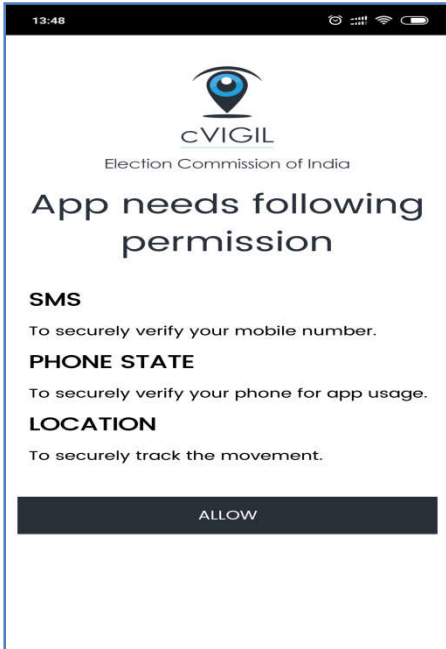 13:48
cVIGIL
Election Commission of India
App needs following
permission
SMS
To securely verify your mobile number.
PHONE STATE
To securely verify your phone for app usage.
LOCATION
To securely track the movement.
ALLOW